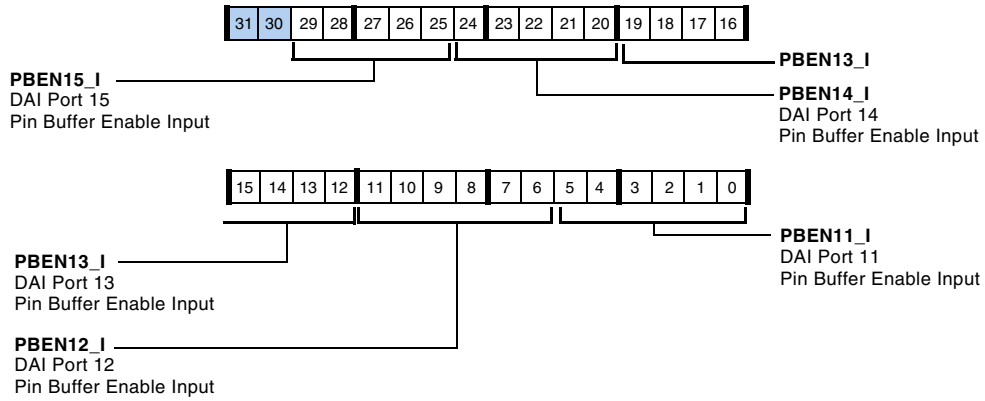 31 30 29 28 27 26 25 24 23 22 21 20 19 18 17 16
PBEN13_I
PBEN15_I
DAI Port 15
Pin Buffer Enable Input
PBEN14_I
DAI Port 14
Pin Buffer Enable Input
15 14 13 12 11 10 9 8 7 6 5 4 3 2 1 0
PBEN11_I
DAI Port 11
Pin Buffer Enable Input
PBEN13_I
DAI Port 13
Pin Buffer Enable Input
PBEN12_I
DAI Port 12
Pin Buffer Enable Input